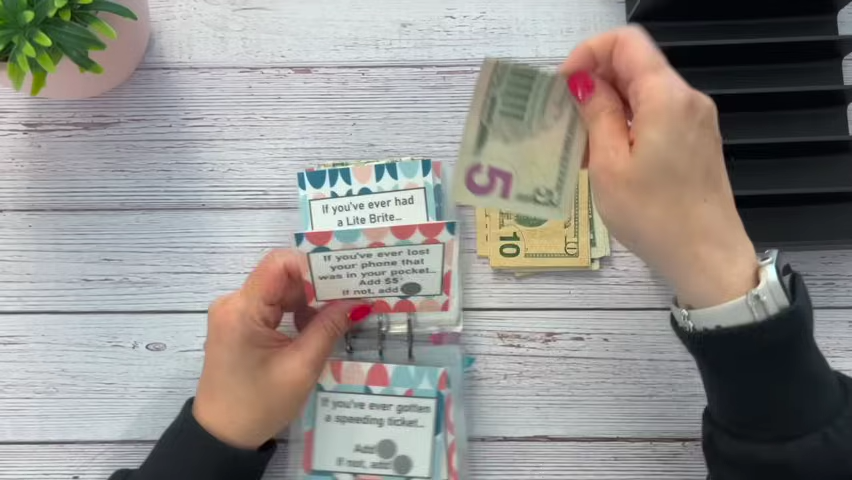 5
10
If you've ever had
a Lite Brite...
If you've ever lost
your phone that
was in your pocket...
Add $5
If not, add
If you've ever gotten
a speeding ticket...
Add
If not, add